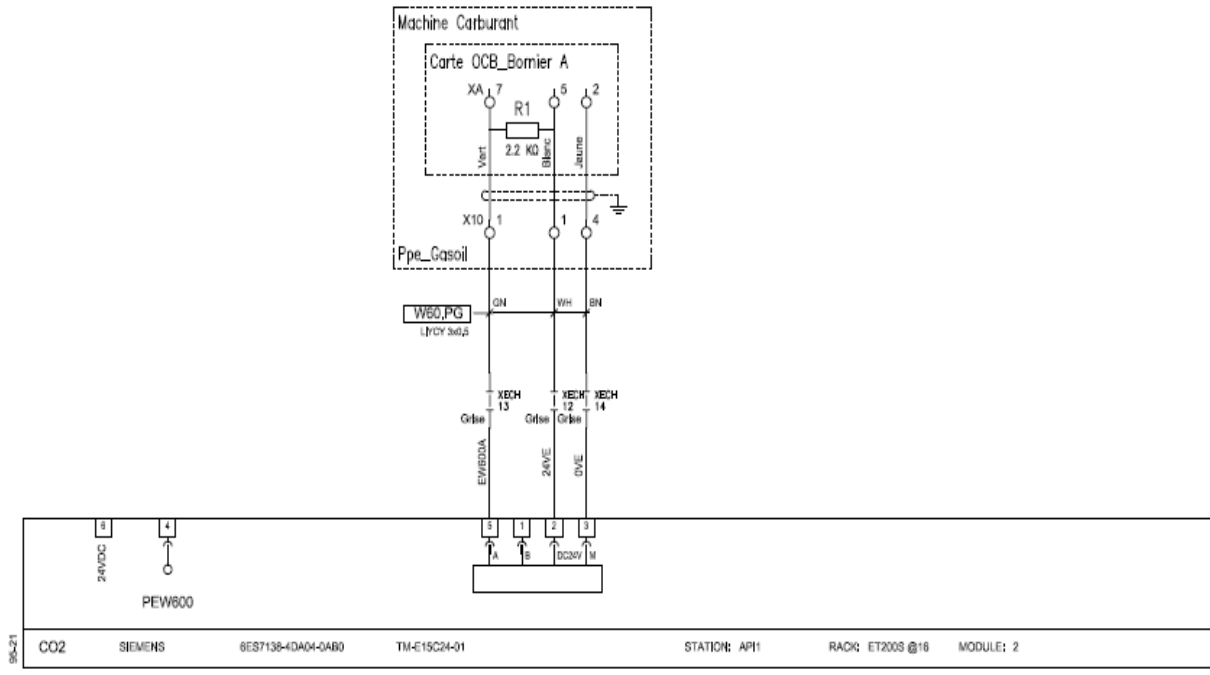 Machine Carburant
Carte OCB_Bornier A
XA 7 5 2
R1
2.2 KΩ
Vert
Blanc
Jaune
X10 1 1 4
Ppe_Gasoil
GN WH BN
W60.PG
LIYCY 3x0,5
XECH XECH XECH
13 12 14
Grise Grise Grise
EW600A
24VE
0VE
6 4 5 1 2 3
24VDC
A B DC24V M
PEW600
95-21
CO2 SIEMENS 6ES7138-4DA04-0AB0 TM-E15C24-01 STATION: API1 RACK: ET200S @16 MODULE: 2